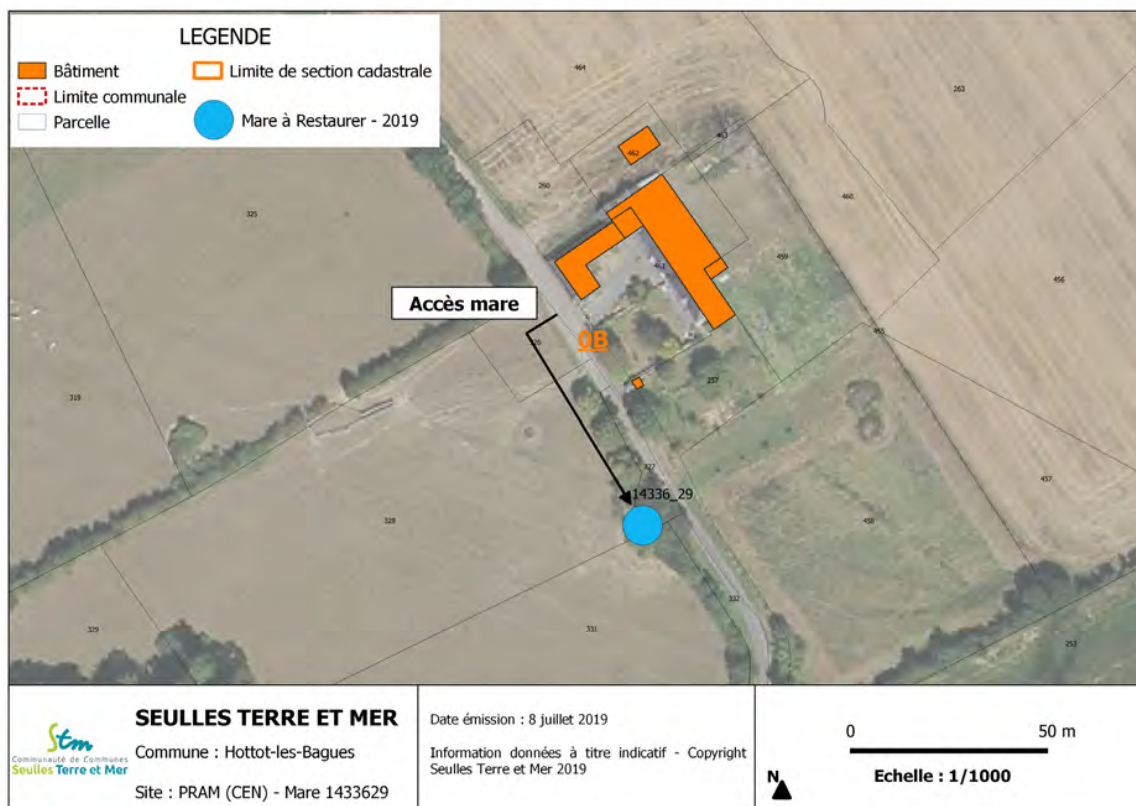 LEGENDE
Bâtiment
Limite de section cadastrale
Limite communale
Parcelle
Mare à Restaurer - 2019
464
263
463
462
260
460
325
459
461
456
Accès mare
326
0B
455
257
319
457
327
14336_29
328
458
332
329
331
253
Stm
Communauté de Communes
Seulles Terre et Mer
SEULLES TERRE ET MER
Commune : Hottot-les-Bagues
Site : PRAM (CEN) - Mare 1433629
Date émission : 8 juillet 2019
Information données à titre indicatif - Copyright
Seulles Terre et Mer 2019
0
50 m
Echelle : 1/1000
N